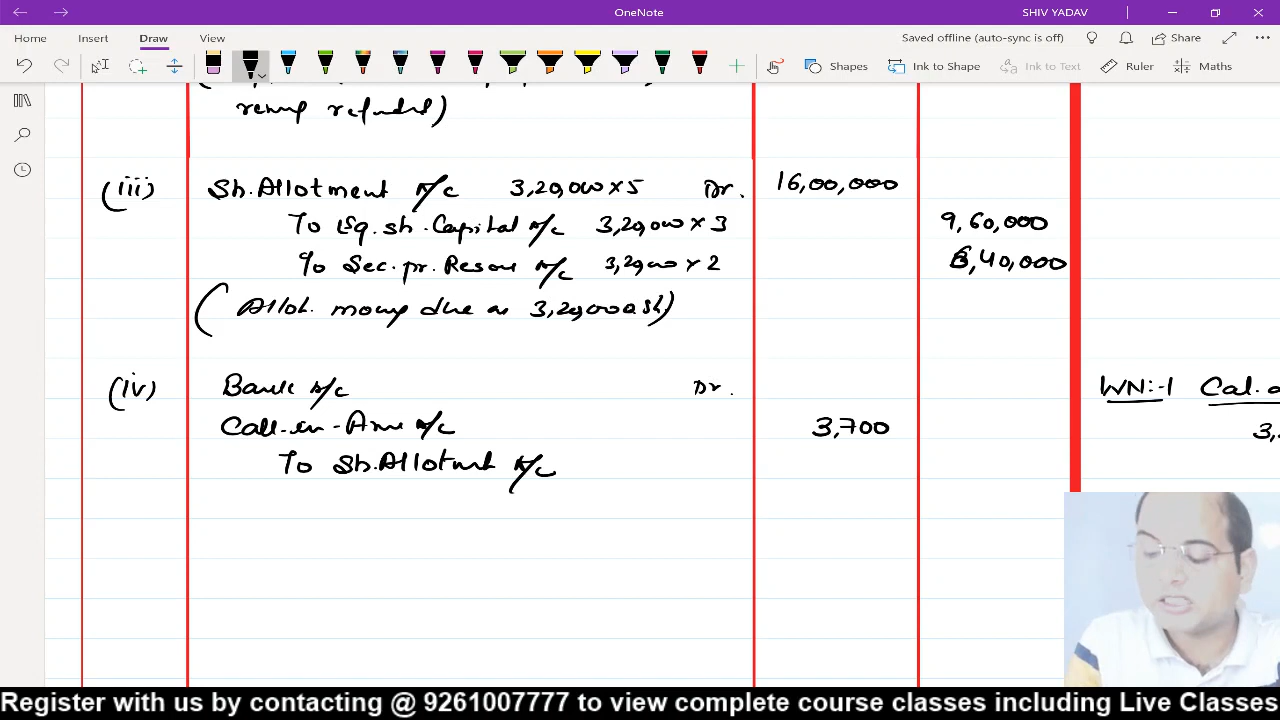 OneNote
SHIV YADAV
Home Insert Draw View
Saved offline (auto-sync is off)
Share
Shapes
Ink to Shape
Ink to Text
Ruler
Maths
refunded)
(iii) Sh.Allotment A/c 3,20,000×5 Dr. 16,00,000
To Eq.sh.Capital A/c 3,20,000×3 9,60,000
To Sec.pr.Reserve A/c 3,20,000×2 6,40,000
(Allot. money due on 3,20,000 sh)
(iv) Bank A/c Dr.
Call-in-Arre A/c 3,700
To Sh.Allotment A/c
WN:-1 Cal.
3,
Register with us by contacting @ 9261007777 to view complete course classes including Live Classes